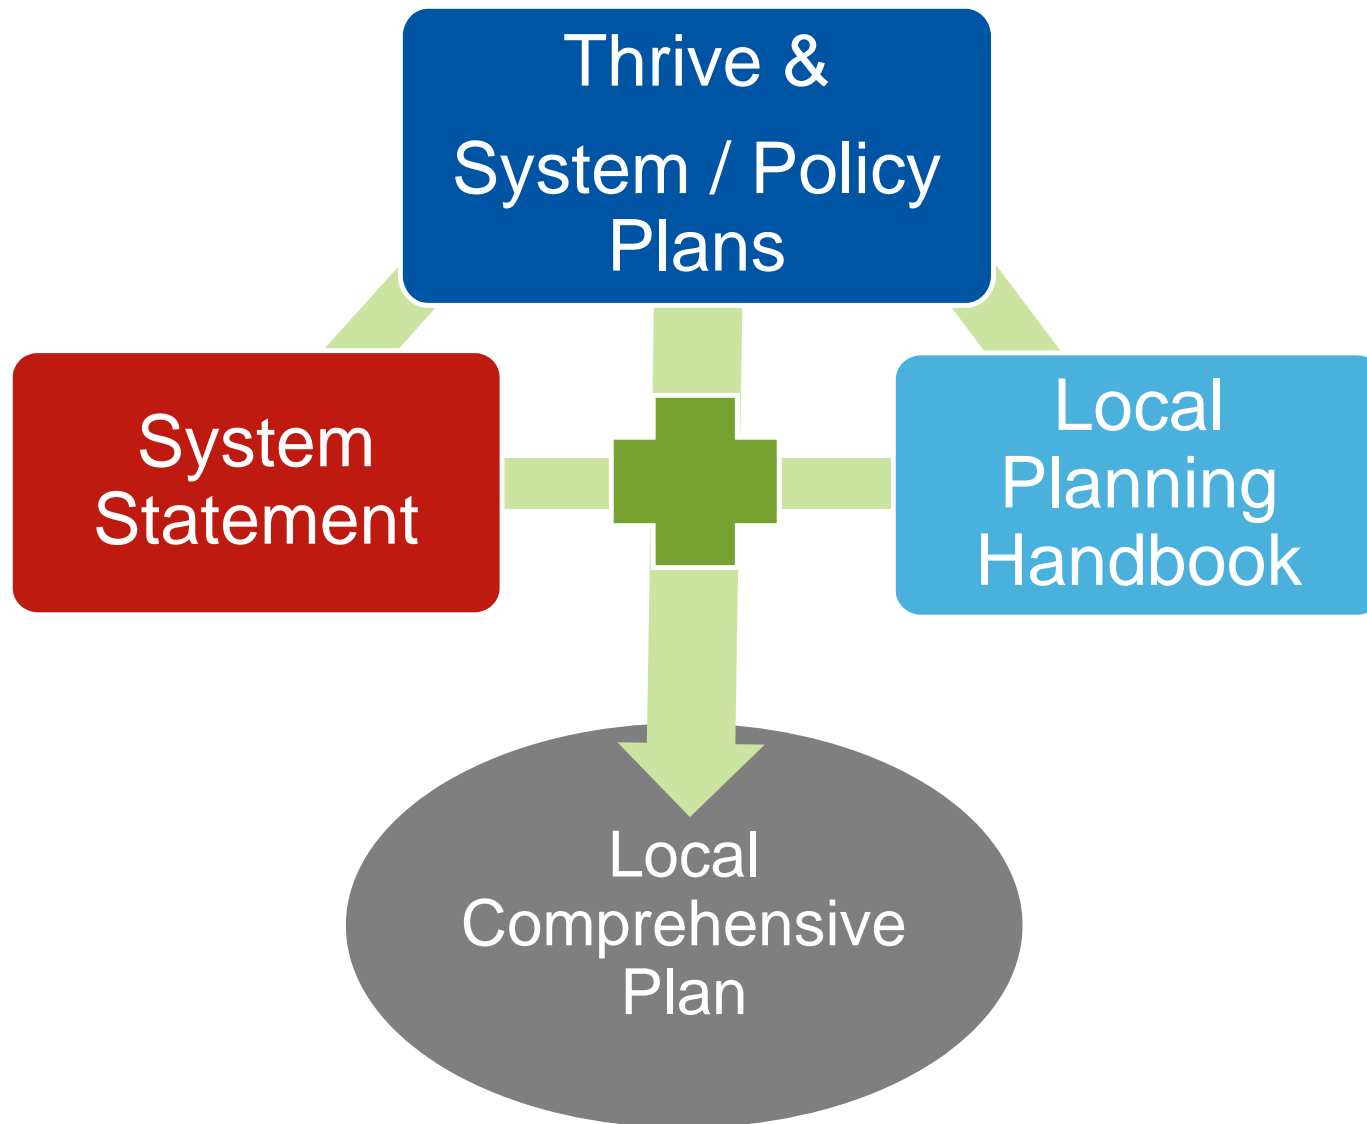 Thrive &
System / Policy
Plans
System
Statement
Local
Planning
Handbook
Local
Comprehensive
Plan